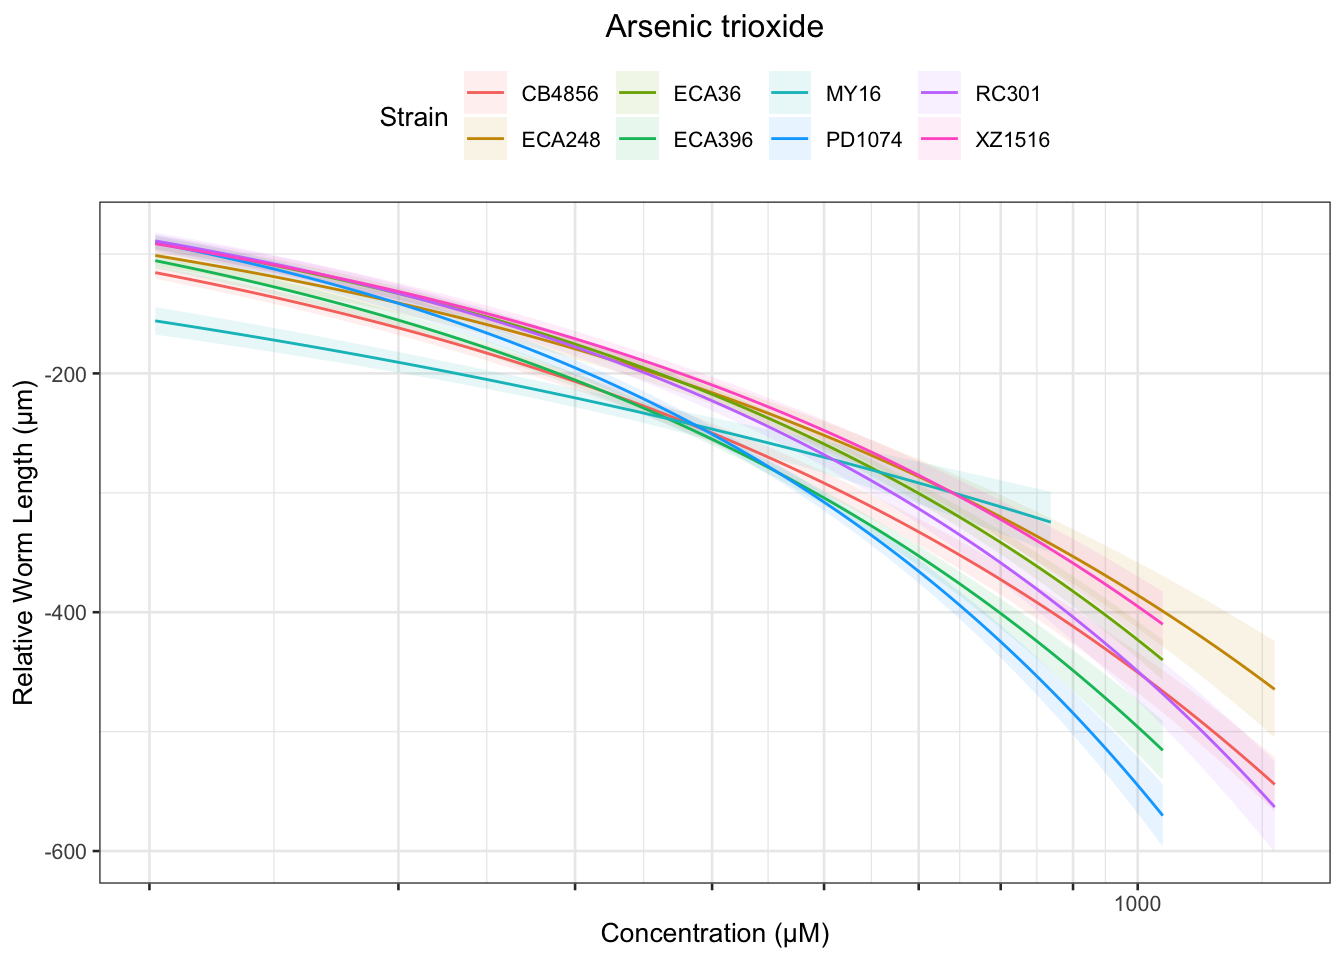 Arsenic trioxide
Strain
CB4856 ECA36 MY16 RC301
ECA248 ECA396 PD1074 XZ1516
Relative Worm Length (μm)
-200
-400
-600
1000
Concentration (μM)